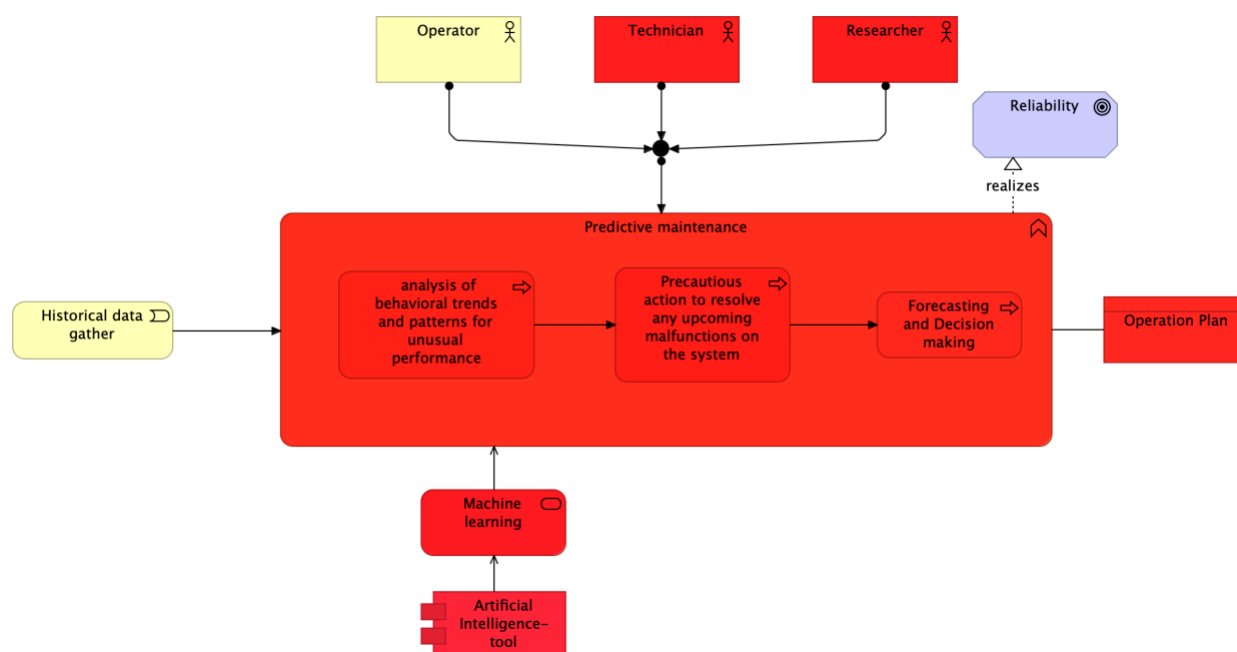 Operator
Technician
Researcher
Reliability
realizes
Predictive maintenance
analysis of
behavioral trends
and patterns for
unusual
performance
Precautious
action to resolve
any upcoming
malfunctions on
the system
Forecasting
and Decision
making
Historical data
gather
Operation Plan
Machine
learning
Artificial
Intelligence-
tool